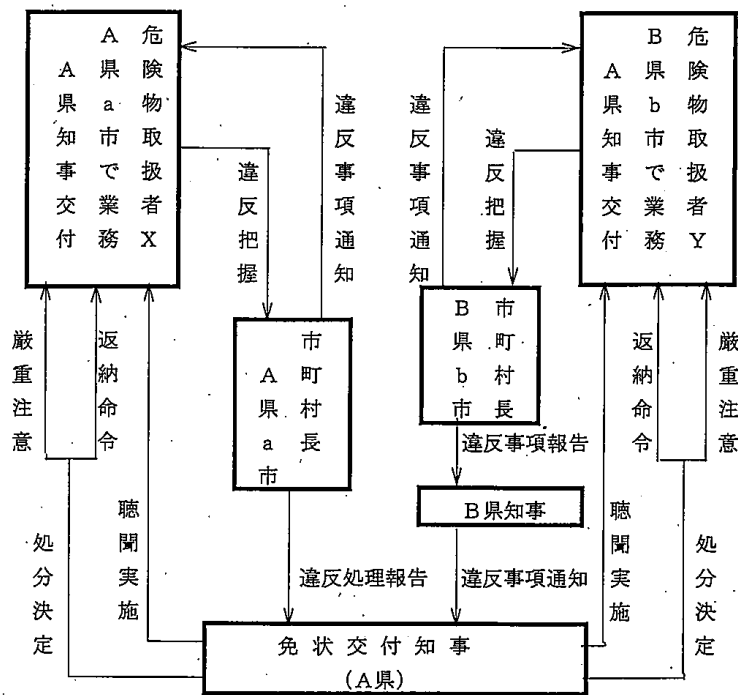 危険物取扱者X
A県a市で業務
A県知事交付
危険物取扱者Y
B県b市で業務
A県知事交付
違反把握
違反事項通知
違反事項通知
違反把握
市町村長
A県a市
市町村長
B県b市
違反事項報告
B県知事
違反処理報告
違反事項通知
厳重注意
返納命令
聴聞実施
処分決定
返納命令
厳重注意
聴聞実施
処分決定
免状交付知事
(A県)